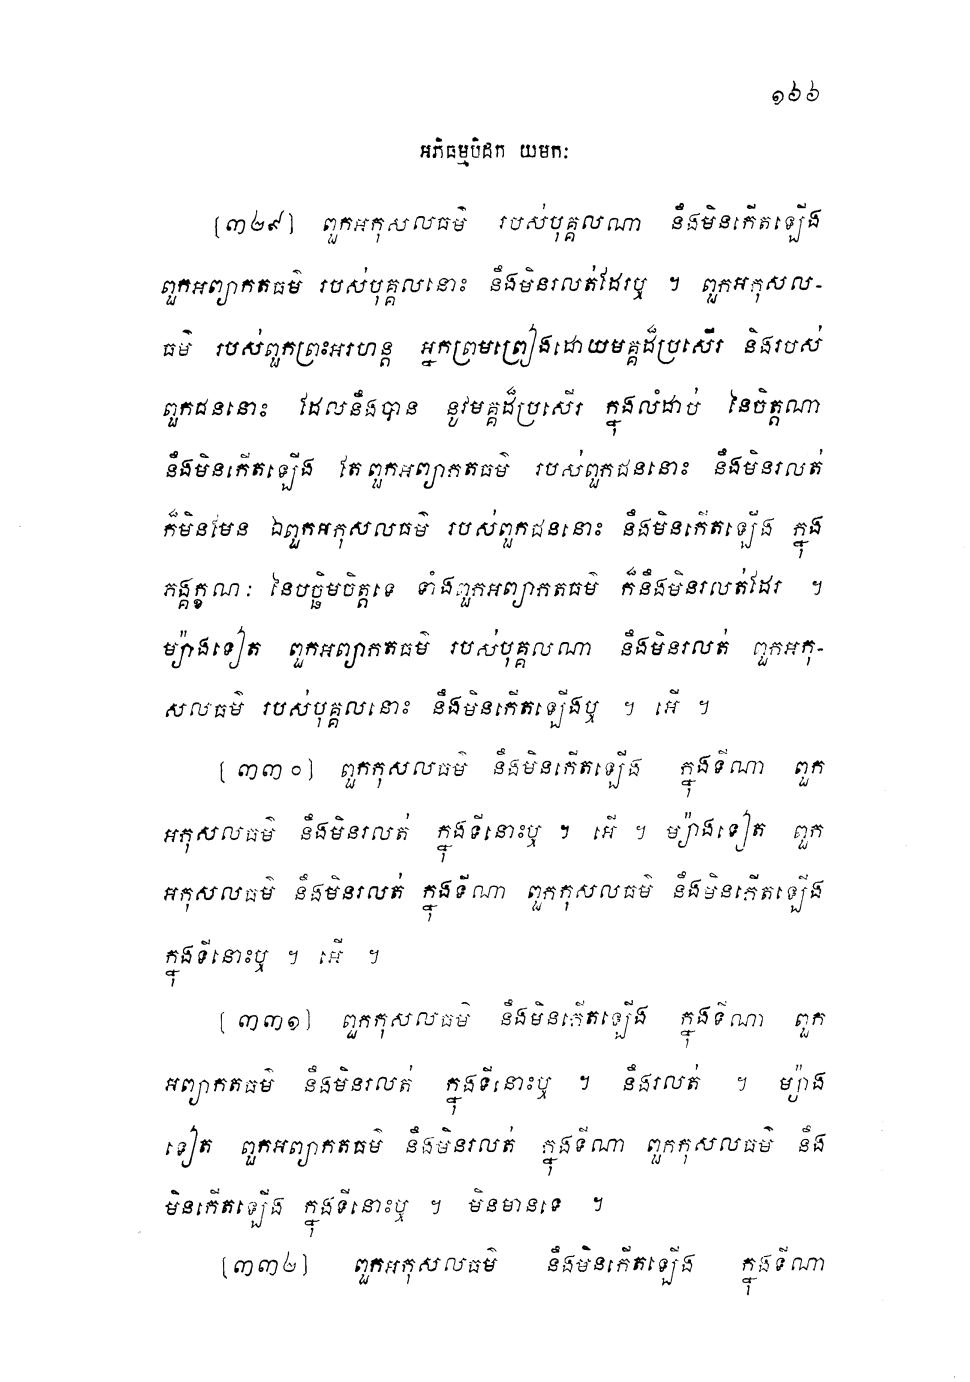 ១៦៦
អភិធម្មបិដក យមកៈ
[៣២៩] ពួកអកុសលធម៌ របស់បុគ្គលណា នឹងមិនកើតឡើង
ពួកអព្យាកតធម៌ របស់បុគ្គលនោះ នឹងមិនរលត់ដែរឬ ។ ពួកអកុសល-
ធម៌ របស់ពួកព្រះអរហន្ត អ្នកព្រមព្រៀងដោយមគ្គដ៏ប្រសើរ និងរបស់
ពួកជននោះ ដែលនឹងបាន នូវមគ្គដ៏ប្រសើរ ក្នុងលំដាប់ នៃចិត្តណា
នឹងមិនកើតឡើង តែពួកអព្យាកតធម៌ របស់ពួកជននោះ នឹងមិនរលត់
ក៏មិនមែន ឯពួកអកុសលធម៌ របស់ពួកជននោះ នឹងមិនកើតឡើង ក្នុង
ភង្គក្ខណៈ នៃបច្ឆិមចិត្តទេ ទាំងពួកអព្យាកតធម៌ ក៏នឹងមិនរលត់ដែរ ។
ម្យ៉ាងទៀត ពួកអព្យាកតធម៌ របស់បុគ្គលណា នឹងមិនរលត់ ពួកអកុ-
សលធម៌ របស់បុគ្គលនោះ នឹងមិនកើតឡើងឬ ។ អើ ។
[៣៣០] ពួកកុសលធម៌ នឹងមិនកើតឡើង ក្នុងទីណា ពួក
អកុសលធម៌ នឹងមិនរលត់ ក្នុងទីនោះឬ ។ អើ ។ ម្យ៉ាងទៀត ពួក
អកុសលធម៌ នឹងមិនរលត់ ក្នុងទីណា ពួកកុសលធម៌ នឹងមិនកើតឡើង
ក្នុងទីនោះឬ ។ អើ ។
[៣៣១] ពួកកុសលធម៌ នឹងមិនកើតឡើង ក្នុងទីណា ពួក
អព្យាកតធម៌ នឹងមិនរលត់ ក្នុងទីនោះឬ ។ នឹងរលត់ ។ ម្យ៉ាង
ទៀត ពួកអព្យាកតធម៌ នឹងមិនរលត់ ក្នុងទីណា ពួកកុសលធម៌ នឹង
មិនកើតឡើង ក្នុងទីនោះឬ ។ មិនមានទេ ។
[៣៣២] ពួកអកុសលធម៌ នឹងមិនកើតឡើង ក្នុងទីណា